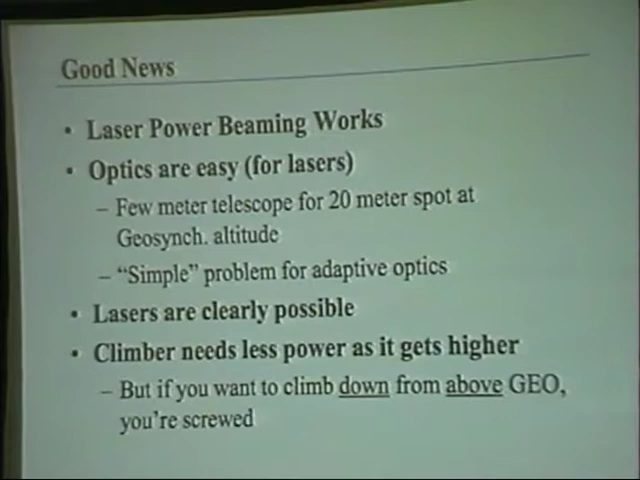 Good News
• Laser Power Beaming Works
• Optics are easy (for lasers)
– Few meter telescope for 20 meter spot at
Geosynch. altitude
– “Simple” problem for adaptive optics
• Lasers are clearly possible
• Climber needs less power as it gets higher
– But if you want to climb down from above GEO,
you’re screwed